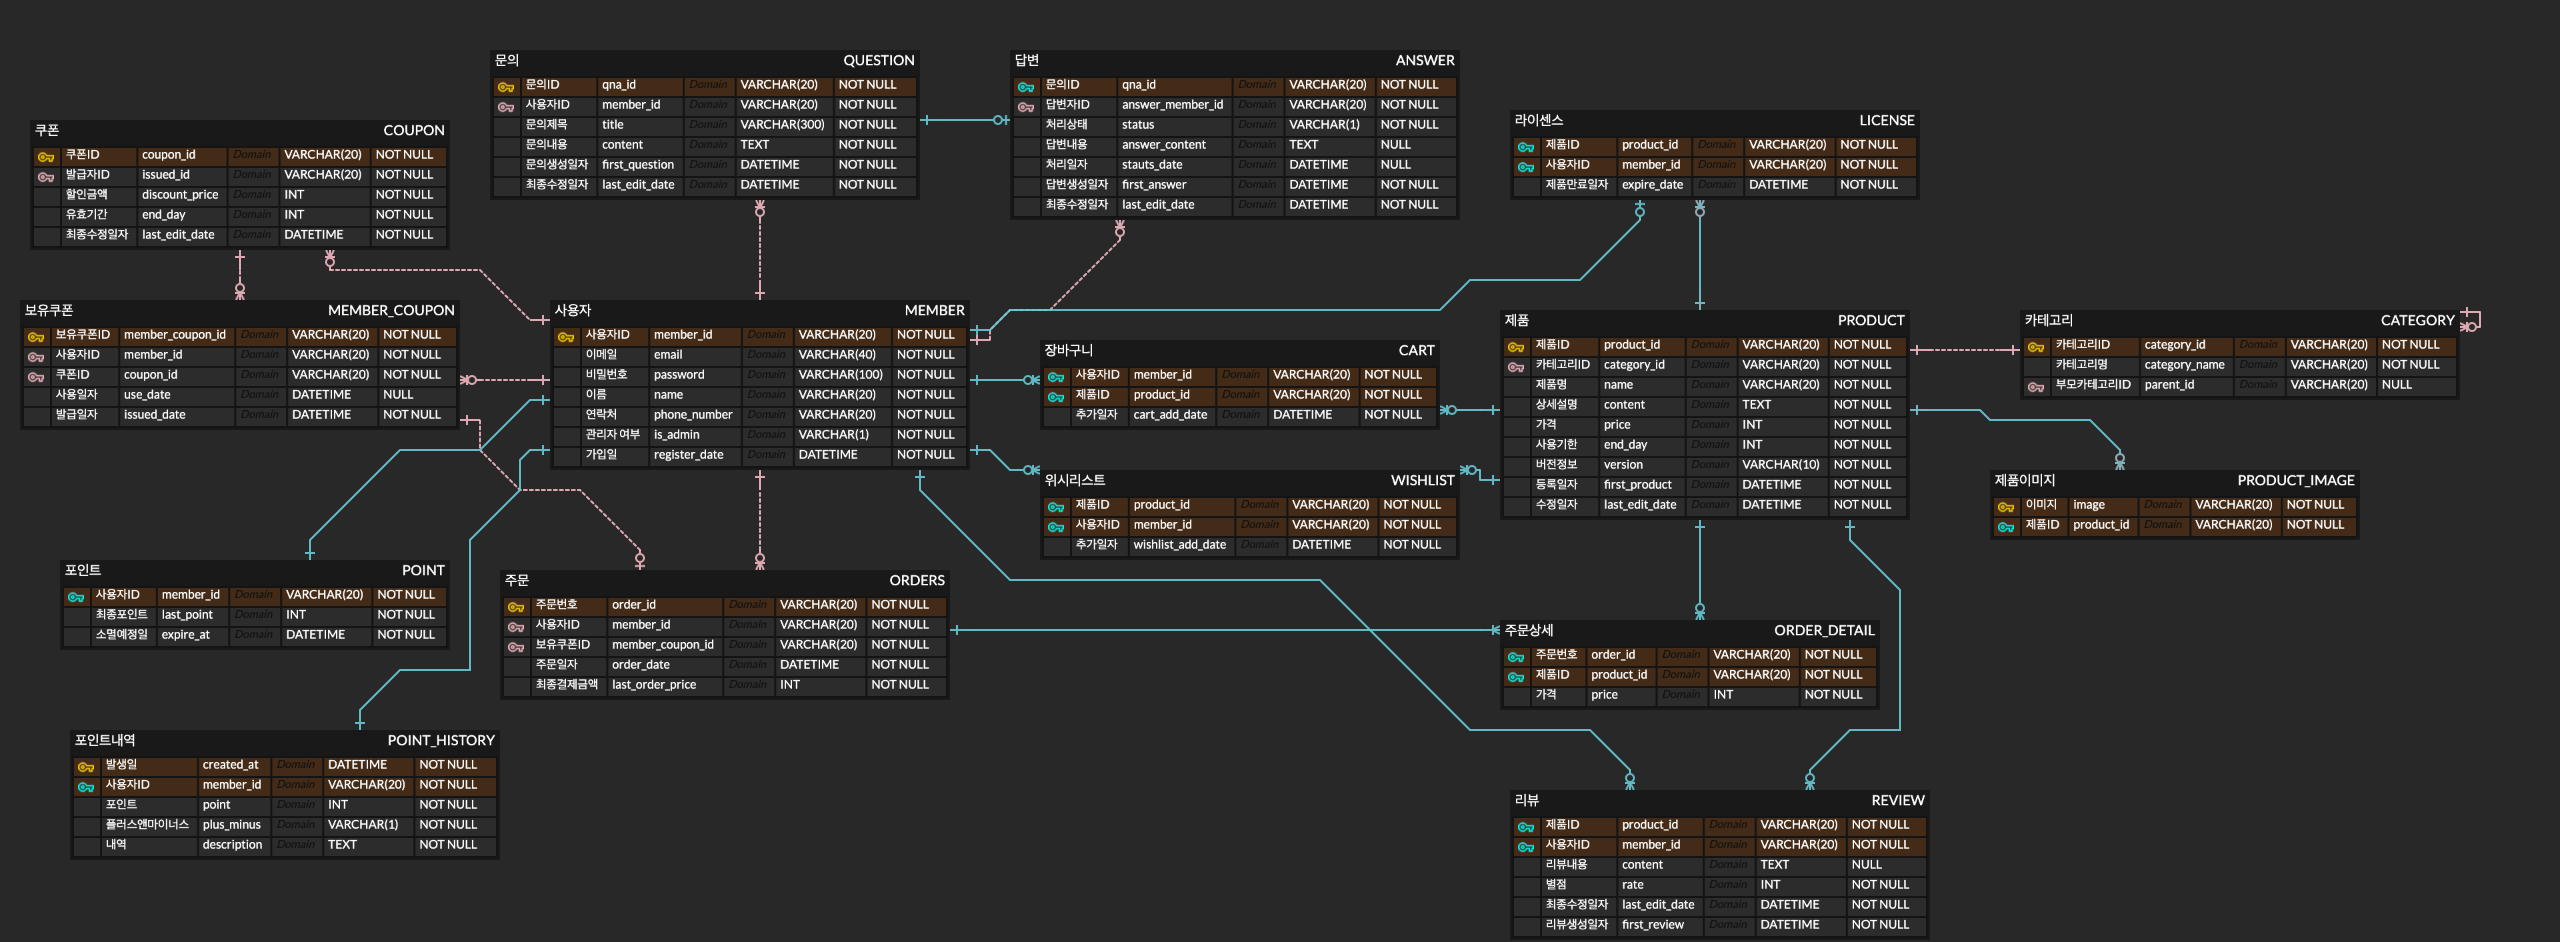 문의 QUESTION
문의ID qna_id Domain VARCHAR(20) NOT NULL
사용자ID member_id Domain VARCHAR(20) NOT NULL
문의제목 title Domain VARCHAR(300) NOT NULL
문의내용 content Domain TEXT NOT NULL
문의생성일자 first_question Domain DATETIME NOT NULL
최종수정일자 last_edit_date Domain DATETIME NOT NULL
답변 ANSWER
문의ID qna_id Domain VARCHAR(20) NOT NULL
답변자ID answer_member_id Domain VARCHAR(20) NOT NULL
처리상태 status Domain VARCHAR(1) NOT NULL
답변내용 answer_content Domain TEXT NULL
처리일자 stauts_date Domain DATETIME NULL
답변생성일자 first_answer Domain DATETIME NOT NULL
최종수정일자 last_edit_date Domain DATETIME NOT NULL
라이센스 LICENSE
제품ID product_id Domain VARCHAR(20) NOT NULL
사용자ID member_id Domain VARCHAR(20) NOT NULL
제품만료일자 expire_date Domain DATETIME NOT NULL
쿠폰 COUPON
쿠폰ID coupon_id Domain VARCHAR(20) NOT NULL
발급자ID issued_id Domain VARCHAR(20) NOT NULL
할인금액 discount_price Domain INT NOT NULL
유효기간 end_day Domain INT NOT NULL
최종수정일자 last_edit_date Domain DATETIME NOT NULL
보유쿠폰 MEMBER_COUPON
보유쿠폰ID member_coupon_id Domain VARCHAR(20) NOT NULL
사용자ID member_id Domain VARCHAR(20) NOT NULL
쿠폰ID coupon_id Domain VARCHAR(20) NOT NULL
사용일자 use_date Domain DATETIME NULL
발급일자 issued_date Domain DATETIME NOT NULL
사용자 MEMBER
사용자ID member_id Domain VARCHAR(20) NOT NULL
이메일 email Domain VARCHAR(40) NOT NULL
비밀번호 password Domain VARCHAR(100) NOT NULL
이름 name Domain VARCHAR(20) NOT NULL
연락처 phone_number Domain VARCHAR(20) NOT NULL
관리자 여부 is_admin Domain VARCHAR(1) NOT NULL
가입일 register_date Domain DATETIME NOT NULL
장바구니 CART
사용자ID member_id Domain VARCHAR(20) NOT NULL
제품ID product_id Domain VARCHAR(20) NOT NULL
추가일자 cart_add_date Domain DATETIME NOT NULL
위시리스트 WISHLIST
제품ID product_id Domain VARCHAR(20) NOT NULL
사용자ID member_id Domain VARCHAR(20) NOT NULL
추가일자 wishlist_add_date Domain DATETIME NOT NULL
제품 PRODUCT
제품ID product_id Domain VARCHAR(20) NOT NULL
카테고리ID category_id Domain VARCHAR(20) NOT NULL
제품명 name Domain VARCHAR(20) NOT NULL
상세설명 content Domain TEXT NOT NULL
가격 price Domain INT NOT NULL
사용기한 end_day Domain INT NOT NULL
버전정보 version Domain VARCHAR(10) NOT NULL
등록일자 first_product Domain DATETIME NOT NULL
수정일자 last_edit_date Domain DATETIME NOT NULL
카테고리 CATEGORY
카테고리ID category_id Domain VARCHAR(20) NOT NULL
카테고리명 category_name Domain VARCHAR(20) NOT NULL
부모카테고리ID parent_id Domain VARCHAR(20) NULL
제품이미지 PRODUCT_IMAGE
이미지 image Domain VARCHAR(20) NOT NULL
제품ID product_id Domain VARCHAR(20) NOT NULL
포인트 POINT
사용자ID member_id Domain VARCHAR(20) NOT NULL
최종포인트 last_point Domain INT NOT NULL
소멸예정일 expire_at Domain DATETIME NOT NULL
주문 ORDERS
주문번호 order_id Domain VARCHAR(20) NOT NULL
사용자ID member_id Domain VARCHAR(20) NOT NULL
보유쿠폰ID member_coupon_id Domain VARCHAR(20) NOT NULL
주문일자 order_date Domain DATETIME NOT NULL
최종결제금액 last_order_price Domain INT NOT NULL
주문상세 ORDER_DETAIL
주문번호 order_id Domain VARCHAR(20) NOT NULL
제품ID product_id Domain VARCHAR(20) NOT NULL
가격 price Domain INT NOT NULL
포인트내역 POINT_HISTORY
발생일 created_at Domain DATETIME NOT NULL
사용자ID member_id Domain VARCHAR(20) NOT NULL
포인트 point Domain INT NOT NULL
플러스앤마이너스 plus_minus Domain VARCHAR(1) NOT NULL
내역 description Domain TEXT NOT NULL
리뷰 REVIEW
제품ID product_id Domain VARCHAR(20) NOT NULL
사용자ID member_id Domain VARCHAR(20) NOT NULL
리뷰내용 content Domain TEXT NULL
별점 rate Domain INT NOT NULL
최종수정일자 last_edit_date Domain DATETIME NOT NULL
리뷰생성일자 first_review Domain DATETIME NOT NULL